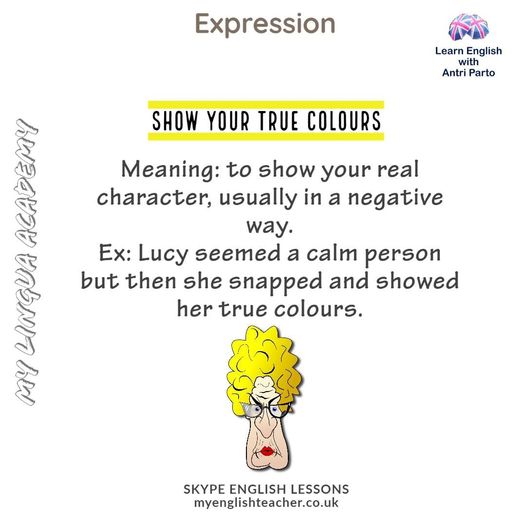 Expression
Learn English
with
Antri Parto
SHOW YOUR TRUE COLOURS
Meaning: to show your real
character, usually in a negative
way.
Ex: Lucy seemed a calm person
but then she snapped and showed
her true colours.
MY LINGUA ACADEMY
SKYPE ENGLISH LESSONS
myenglishteacher.co.uk